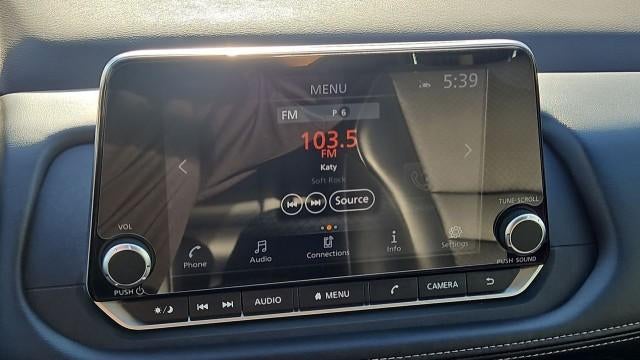 MENU
5:39
FM P 6
103.5
FM
Katy
Soft Rock
Source
VOL
TUNE·SCROLL
Phone Audio Connections Info Settings
PUSH
PUSH SOUND
AUDIO MENU CAMERA